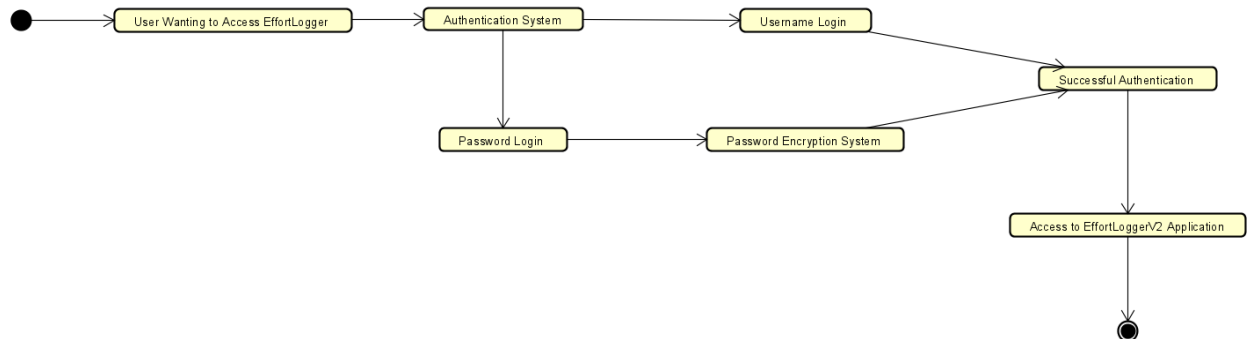 User Wanting to Access EffortLogger
Authentication System
Username Login
Successful Authentication
Password Login
Password Encryption System
Access to EffortLoggerV2 Application